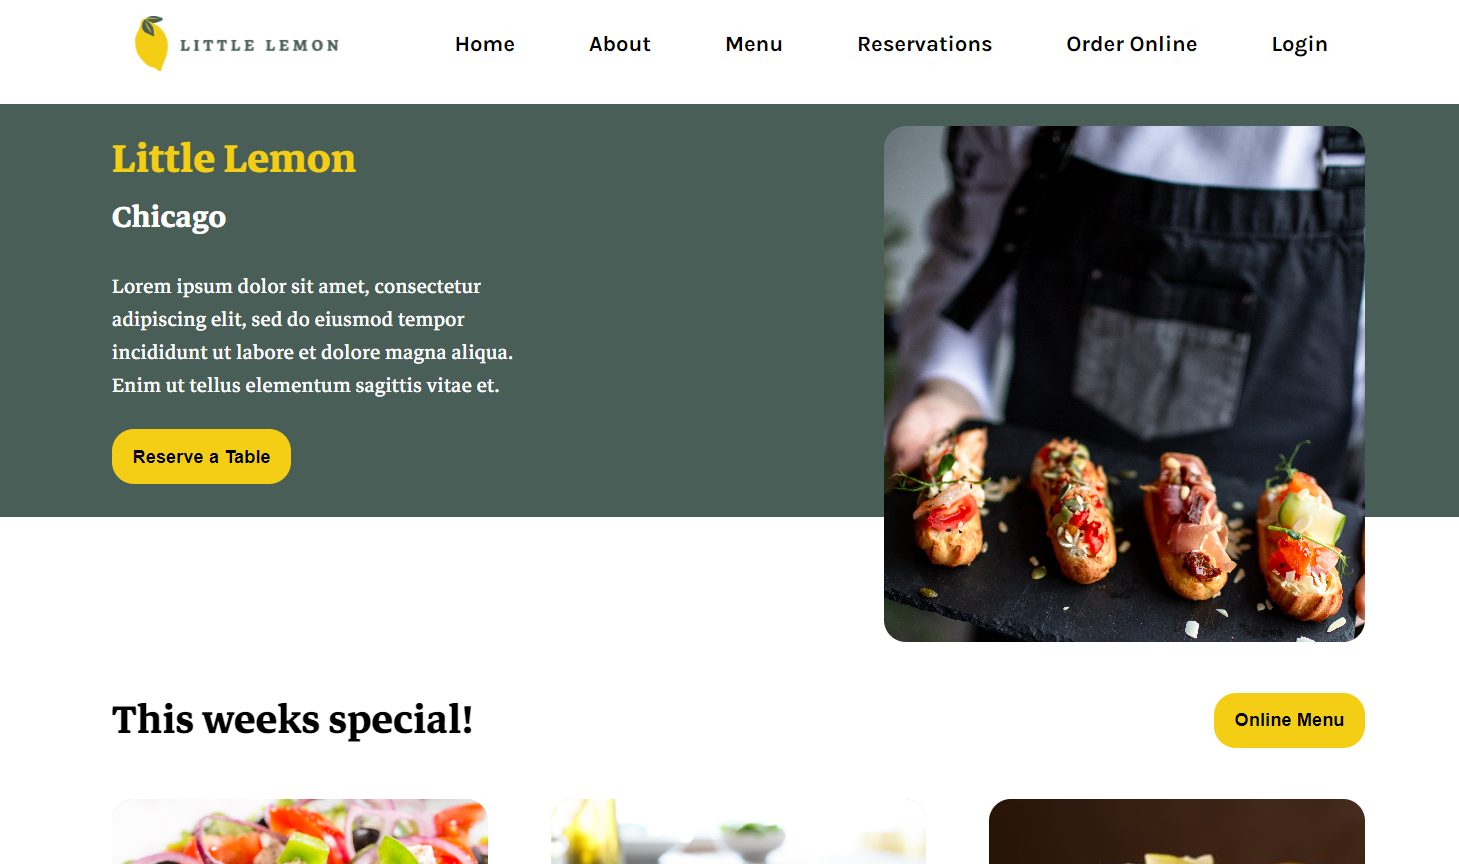 LITTLE LEMON
Home
About
Menu
Reservations
Order Online
Login
Little Lemon
Chicago
Lorem ipsum dolor sit amet, consectetur
adipiscing elit, sed do eiusmod tempor
incididunt ut labore et dolore magna aliqua.
Enim ut tellus elementum sagittis vitae et.
Reserve a Table
This weeks special!
Online Menu